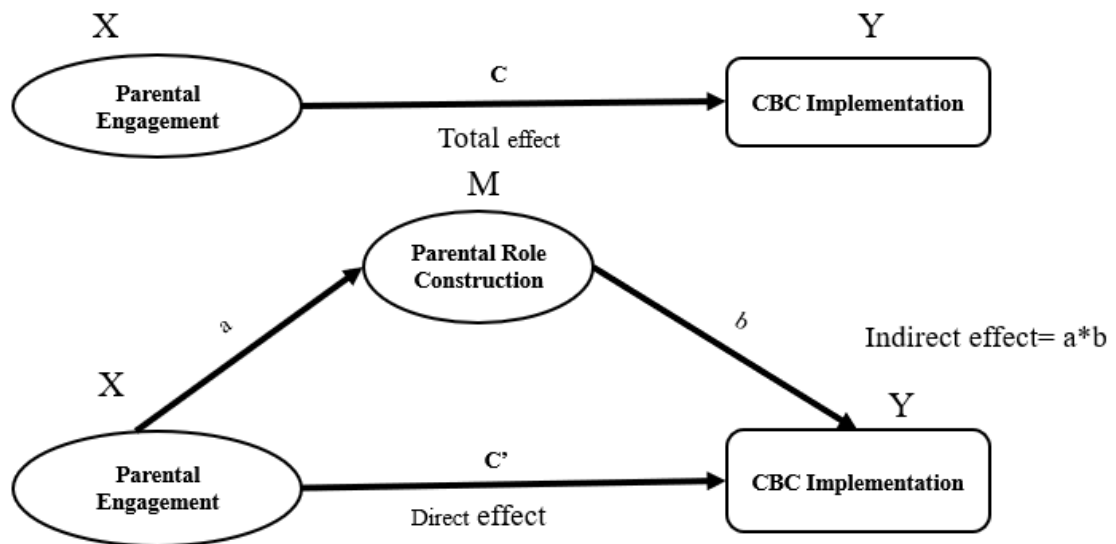 X
Y
Parental
Engagement
C
CBC Implementation
Total effect
M
Parental Role
Construction
a
b
Indirect effect= a*b
X
Y
Parental
Engagement
C’
CBC Implementation
Direct effect